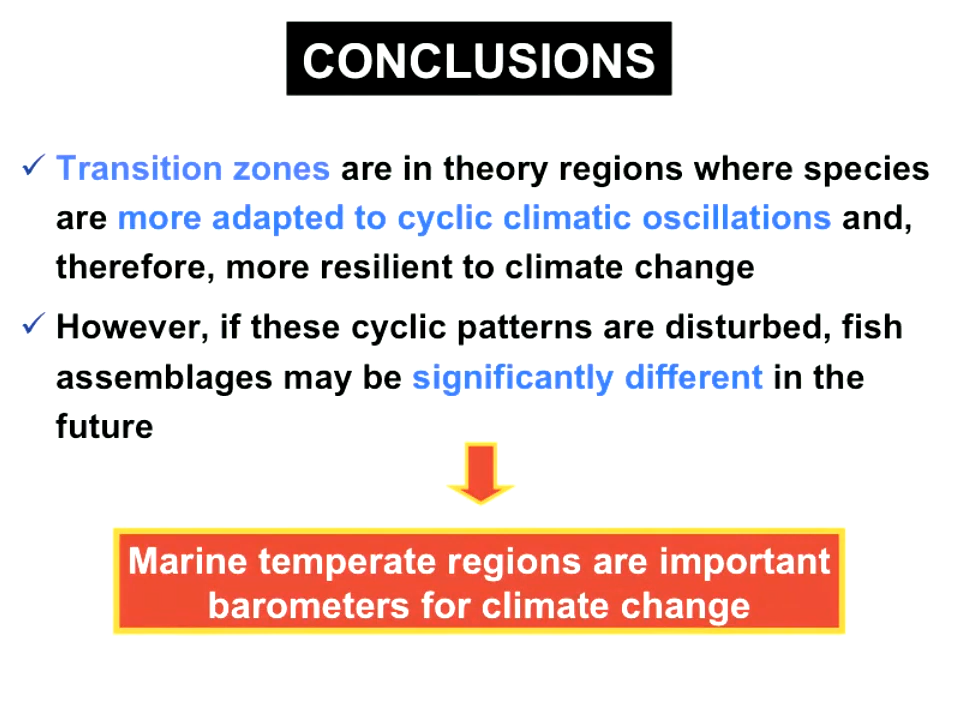 CONCLUSIONS
✓ Transition zones are in theory regions where species
are more adapted to cyclic climatic oscillations and,
therefore, more resilient to climate change
✓ However, if these cyclic patterns are disturbed, fish
assemblages may be significantly different in the
future
Marine temperate regions are important
barometers for climate change